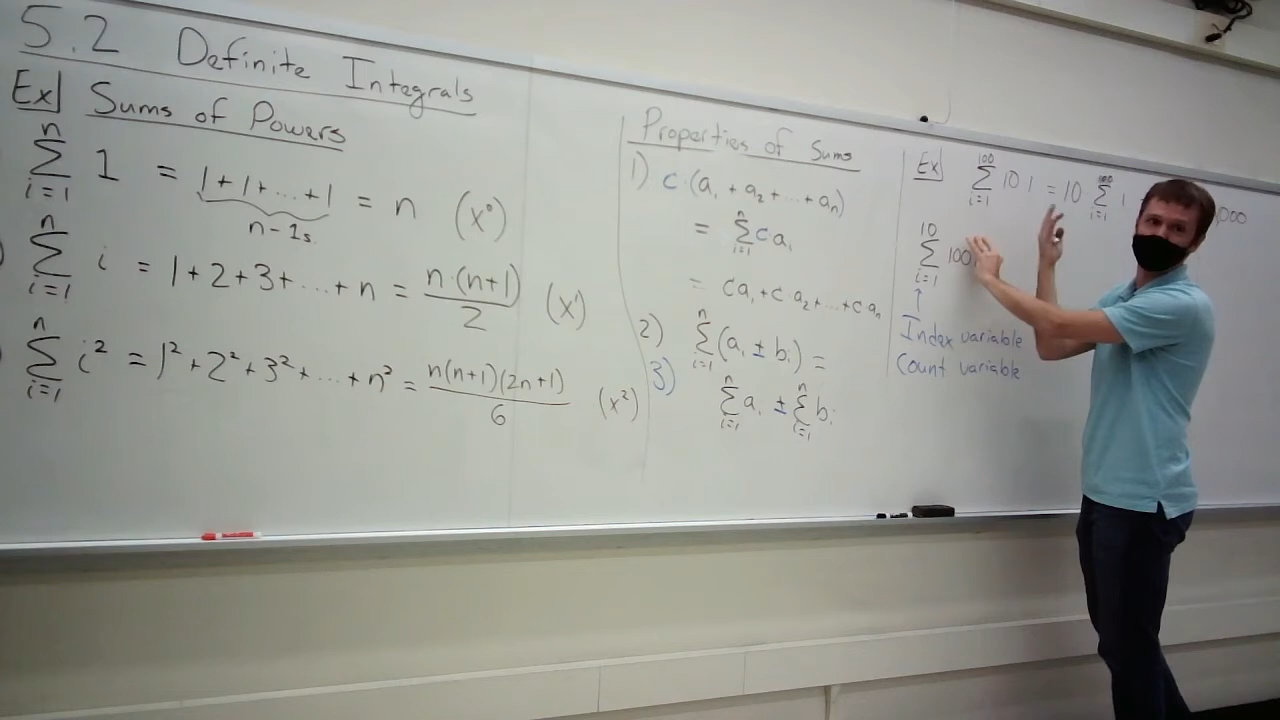 5.2 Definite Integrals
Ex| Sums of Powers
n
∑ 1 = 1+1+...+1 = n (x⁰)
i=1
n-1s
n
∑ i = 1+2+3+...+n = n·(n+1)/2 (x¹)
i=1
n
∑ i² = 1²+2²+3²+...+n² = n(n+1)(2n+1)/6 (x²)
i=1
Properties of Sums
1) c·(a₁+a₂+...+aₙ)
n
= ∑ c aᵢ
i=1
= ca₁+c a₂+...+c aₙ
2) n
∑ (aᵢ ± bᵢ) =
i=1
3) n n
∑ aᵢ ± ∑ bᵢ
i=1 i=1
Ex| 100 100
∑ 10 1 = 10 ∑ 1
i=1 i=1
000
10
∑ 100
i=1
↑
Index variable
Count variable